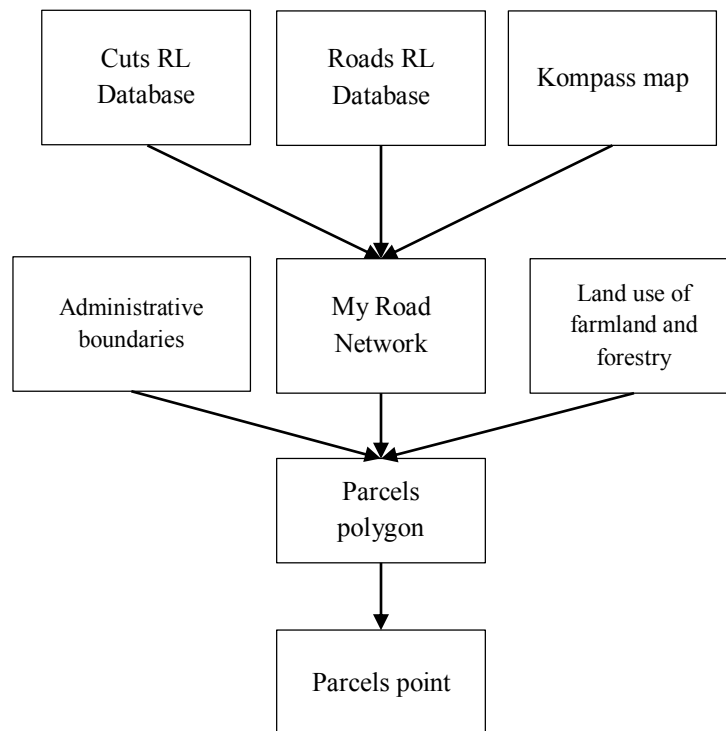 Cuts RL
Database
Roads RL
Database
Kompass map
Administrative
boundaries
My Road
Network
Land use of
farmland and
forestry
Parcels
polygon
Parcels point